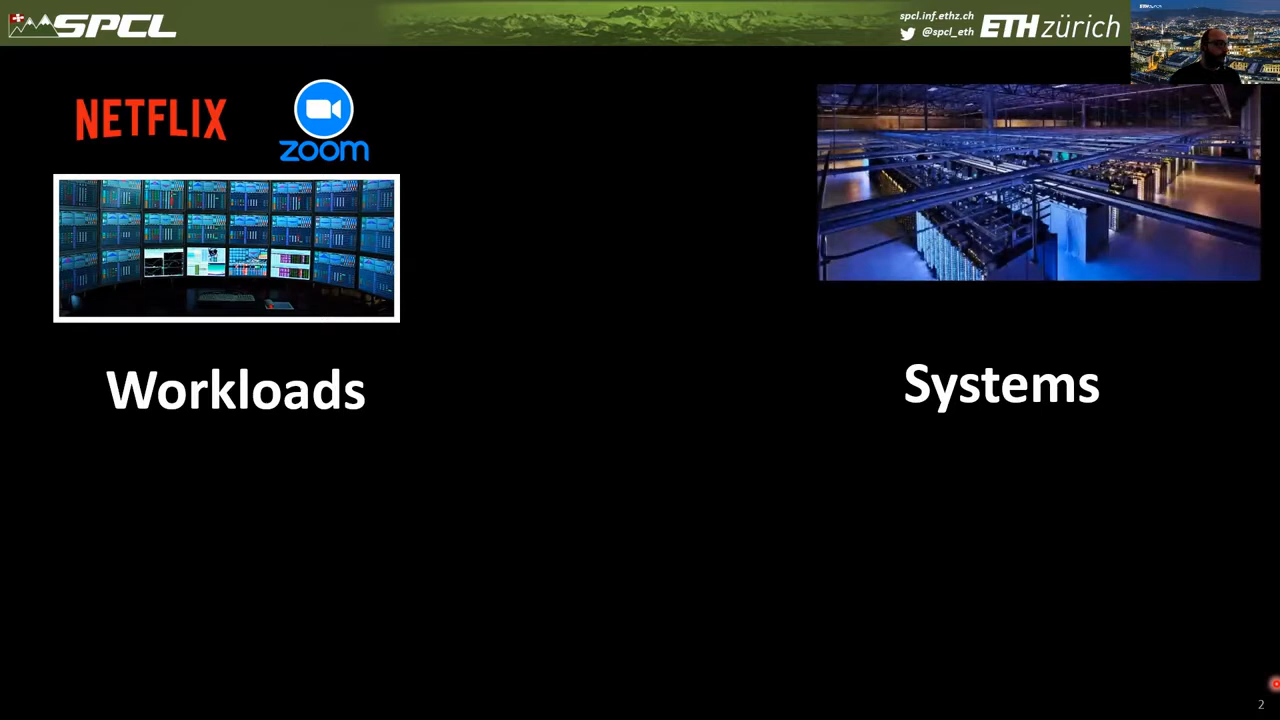 SPCL
spcl.inf.ethz.ch
@spcl_eth
ETH zürich
NETFLIX
zoom
Workloads
Systems
2